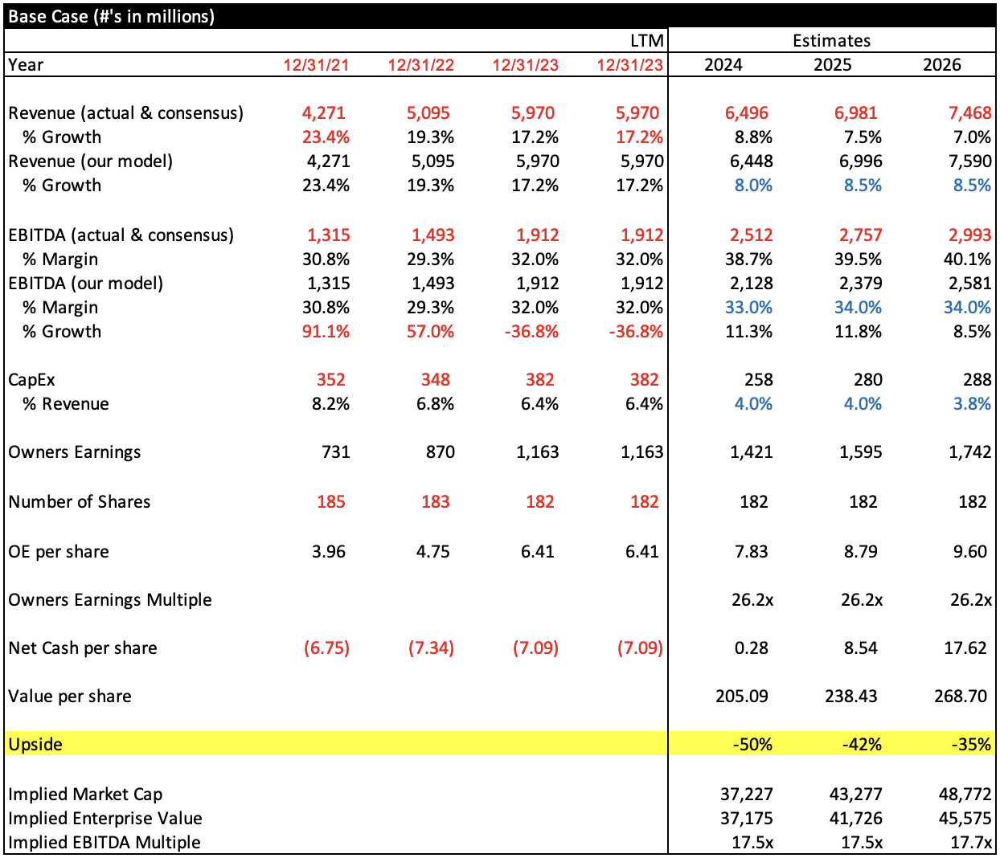 Base Case (#'s in millions)
LTM Estimates
Year 12/31/21 12/31/22 12/31/23 12/31/23 2024 2025 2026
Revenue (actual & consensus) 4,271 5,095 5,970 5,970 6,496 6,981 7,468
% Growth 23.4% 19.3% 17.2% 17.2% 8.8% 7.5% 7.0%
Revenue (our model) 4,271 5,095 5,970 5,970 6,448 6,996 7,590
% Growth 23.4% 19.3% 17.2% 17.2% 8.0% 8.5% 8.5%
EBITDA (actual & consensus) 1,315 1,493 1,912 1,912 2,512 2,757 2,993
% Margin 30.8% 29.3% 32.0% 32.0% 38.7% 39.5% 40.1%
EBITDA (our model) 1,315 1,493 1,912 1,912 2,128 2,379 2,581
% Margin 30.8% 29.3% 32.0% 32.0% 33.0% 34.0% 34.0%
% Growth 91.1% 57.0% -36.8% -36.8% 11.3% 11.8% 8.5%
CapEx 352 348 382 382 258 280 288
% Revenue 8.2% 6.8% 6.4% 6.4% 4.0% 4.0% 3.8%
Owners Earnings 731 870 1,163 1,163 1,421 1,595 1,742
Number of Shares 185 183 182 182 182 182 182
OE per share 3.96 4.75 6.41 6.41 7.83 8.79 9.60
Owners Earnings Multiple 26.2x 26.2x 26.2x
Net Cash per share (6.75) (7.34) (7.09) (7.09) 0.28 8.54 17.62
Value per share 205.09 238.43 268.70
Upside -50% -42% -35%
Implied Market Cap 37,227 43,277 48,772
Implied Enterprise Value 37,175 41,726 45,575
Implied EBITDA Multiple 17.5x 17.5x 17.7x